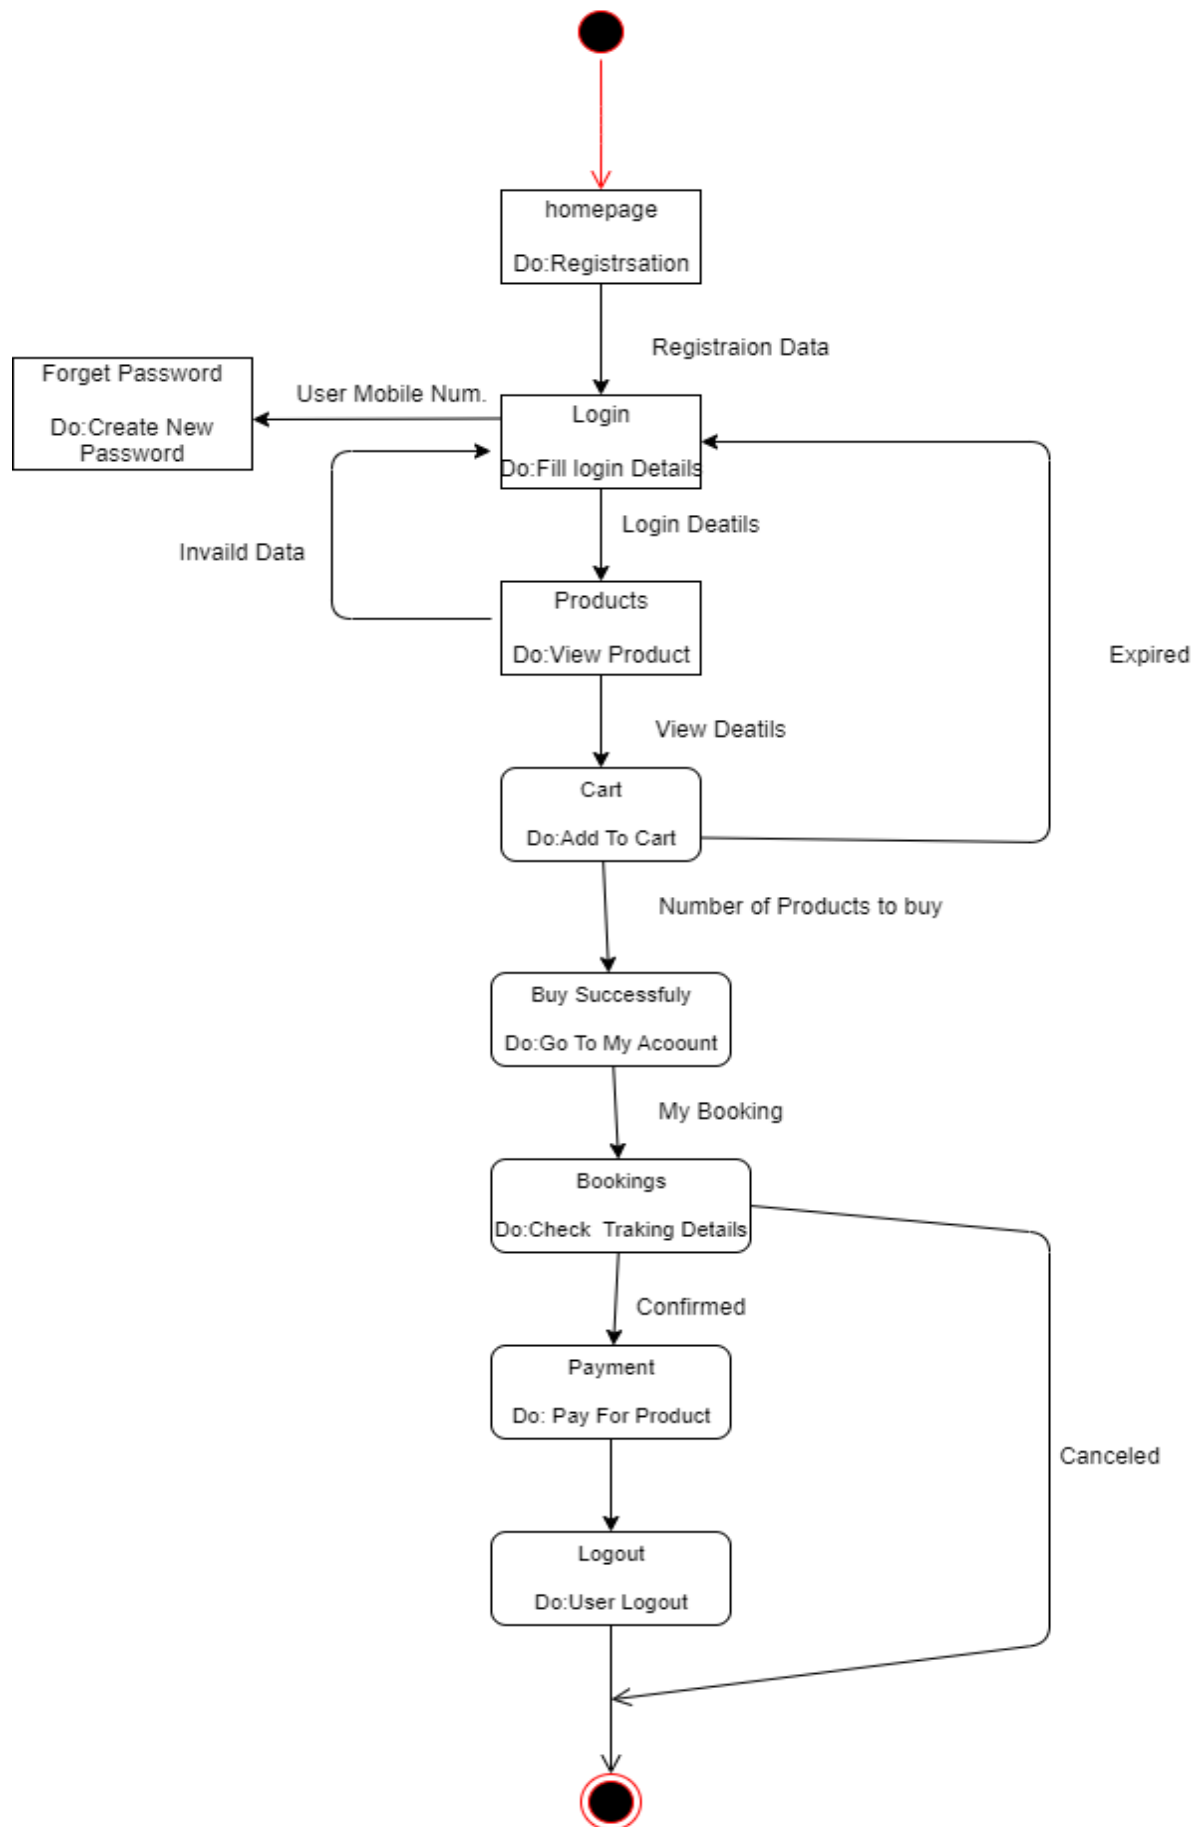 homepage
Do:Registrsation
Registraion Data
Forget Password
Do:Create New
Password
User Mobile Num.
Login
Do:Fill login Details
Login Deatils
Invaild Data
Products
Do:View Product
Expired
View Deatils
Cart
Do:Add To Cart
Number of Products to buy
Buy Successfuly
Do:Go To My Acoount
My Booking
Bookings
Do:Check  Traking Details
Confirmed
Payment
Do: Pay For Product
Canceled
Logout
Do:User Logout